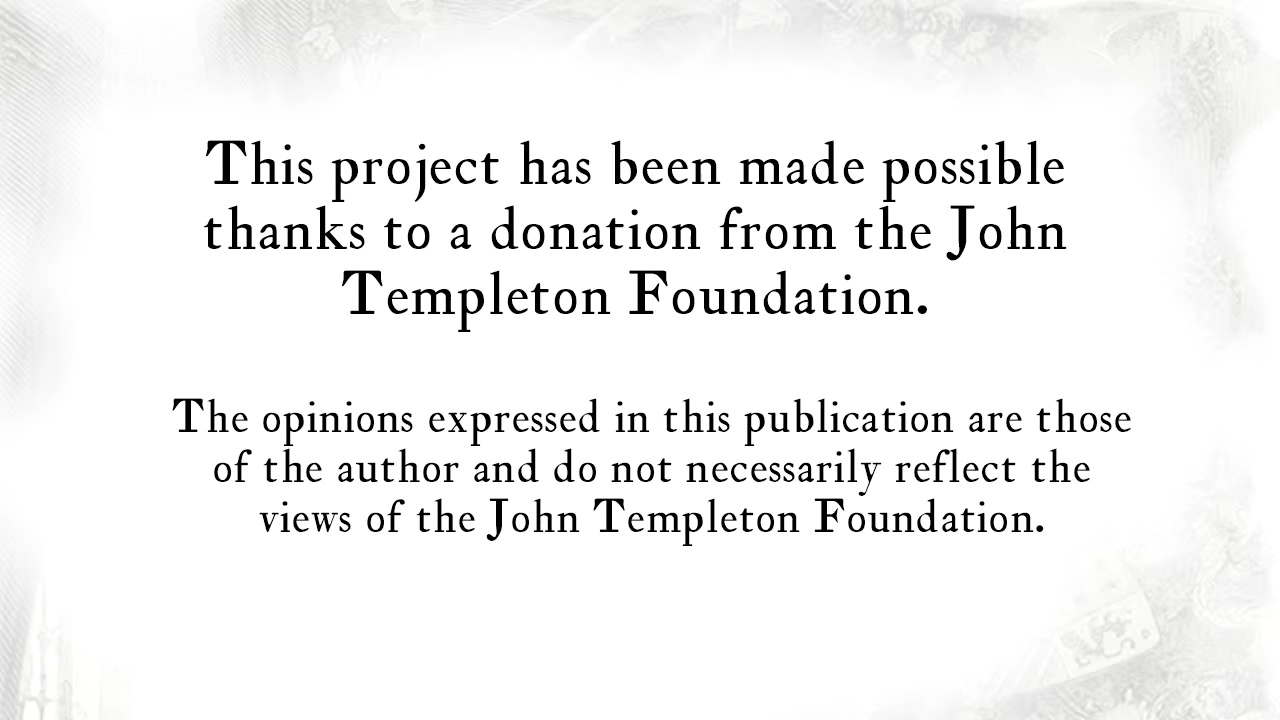 This project has been made possible
thanks to a donation from the John
Templeton Foundation.
The opinions expressed in this publication are those
of the author and do not necessarily reflect the
views of the John Templeton Foundation.